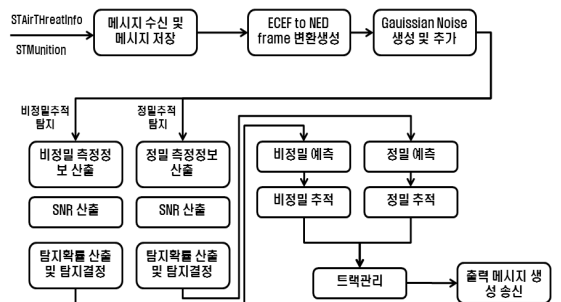 STAirTHreatInfo
STMunition
메시지 수신 및
메시지 저장
ECEF to NED
frame 변환생성
Gauissian Noise
생성 및 추가
비정밀추적
탐지
정밀추적
탐지
비정밀 측정정
보 산출
정밀 측정정보
산출
비정밀 예측
정밀 예측
SNR 산출
SNR 산출
비정밀 추적
정밀 추적
탐지확률 산출
및 탐지결정
탐지확률 산출
및 탐지결정
트랙관리
출력 메시지 생
성 송신